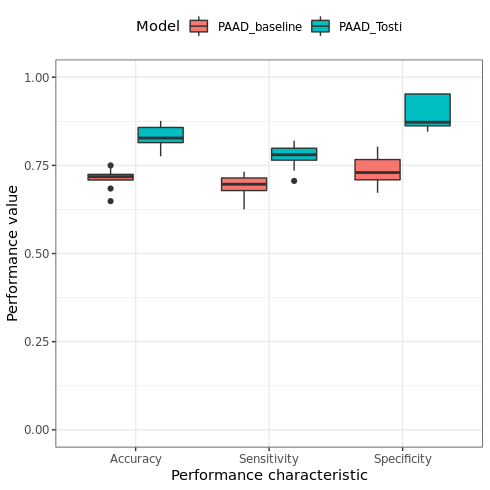 Model PAAD_baseline PAAD_Tosti
1.00
0.75
0.50
0.25
0.00
Performance value
Accuracy Sensitivity Specificity
Performance characteristic